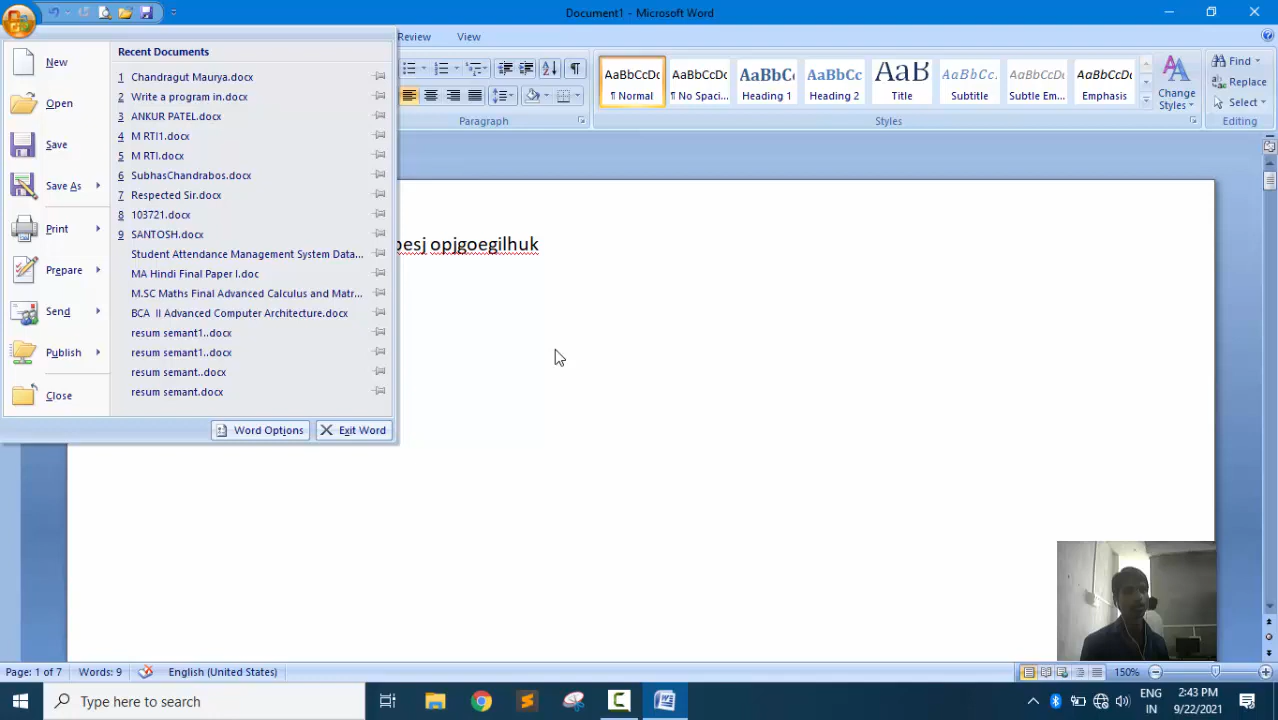 Document1 - Microsoft Word
Review View
New
Open
Save
Save As
Print
Prepare
Send
Publish
Close
Recent Documents
1 Chandragut Maurya.docx
2 Write a program in.docx
3 ANKUR PATEL.docx
4 M RTI1.docx
5 M RTI.docx
6 SubhasChandrabos.docx
7 Respected Sir.docx
8 103721.docx
9 SANTOSH.docx
Student Attendance Management System Data...
MA Hindi Final Paper I.doc
M.SC Maths Final Advanced Calculus and Matr...
BCA II Advanced Computer Architecture.docx
resum semant1..docx
resum semant1..docx
resum semant..docx
resum semant.docx
Word Options Exit Word
Paragraph
AaBbCcDc AaBbCcDc AaBbCc AaBbCc AaB AaBbCc. AaBbCcDc AaBbCcDc
¶ Normal ¶ No Spaci... Heading 1 Heading 2 Title Subtitle Subtle Em... Emphasis
Change Styles
Styles
Find
Replace
Select
Editing
opjgoegilhuk
Page: 1 of 7 Words: 9 English (United States) 150%
Type here to search
ENG
IN
2:43 PM
9/22/2021